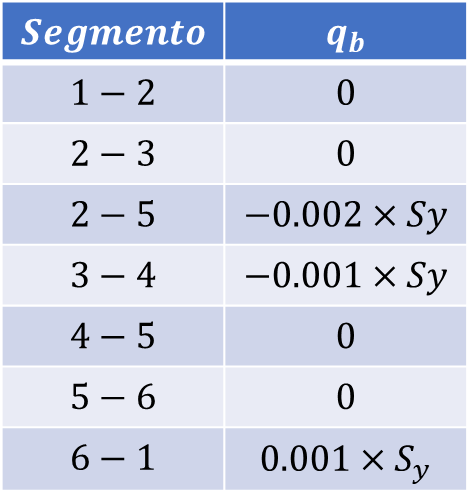 Segmento q_b
1 − 2 0
2 − 3 0
2 − 5 −0.002 × Sy
3 − 4 −0.001 × Sy
4 − 5 0
5 − 6 0
6 − 1 0.001 × S_y